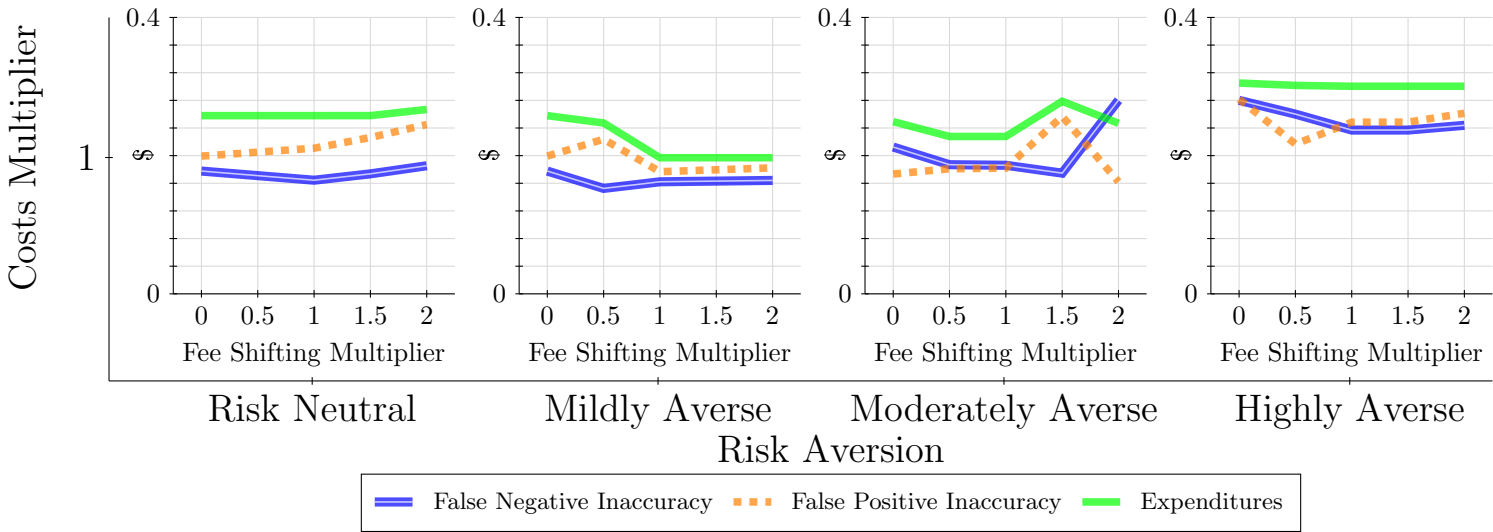 Costs Multiplier
1
0.4
$
0
0 0.5 1 1.5 2
Fee Shifting Multiplier
0.4
$
0
0 0.5 1 1.5 2
Fee Shifting Multiplier
0.4
$
0
0 0.5 1 1.5 2
Fee Shifting Multiplier
0.4
$
0
0 0.5 1 1.5 2
Fee Shifting Multiplier
Risk Neutral
Mildly Averse
Moderately Averse
Highly Averse
Risk Aversion
False Negative Inaccuracy False Positive Inaccuracy Expenditures